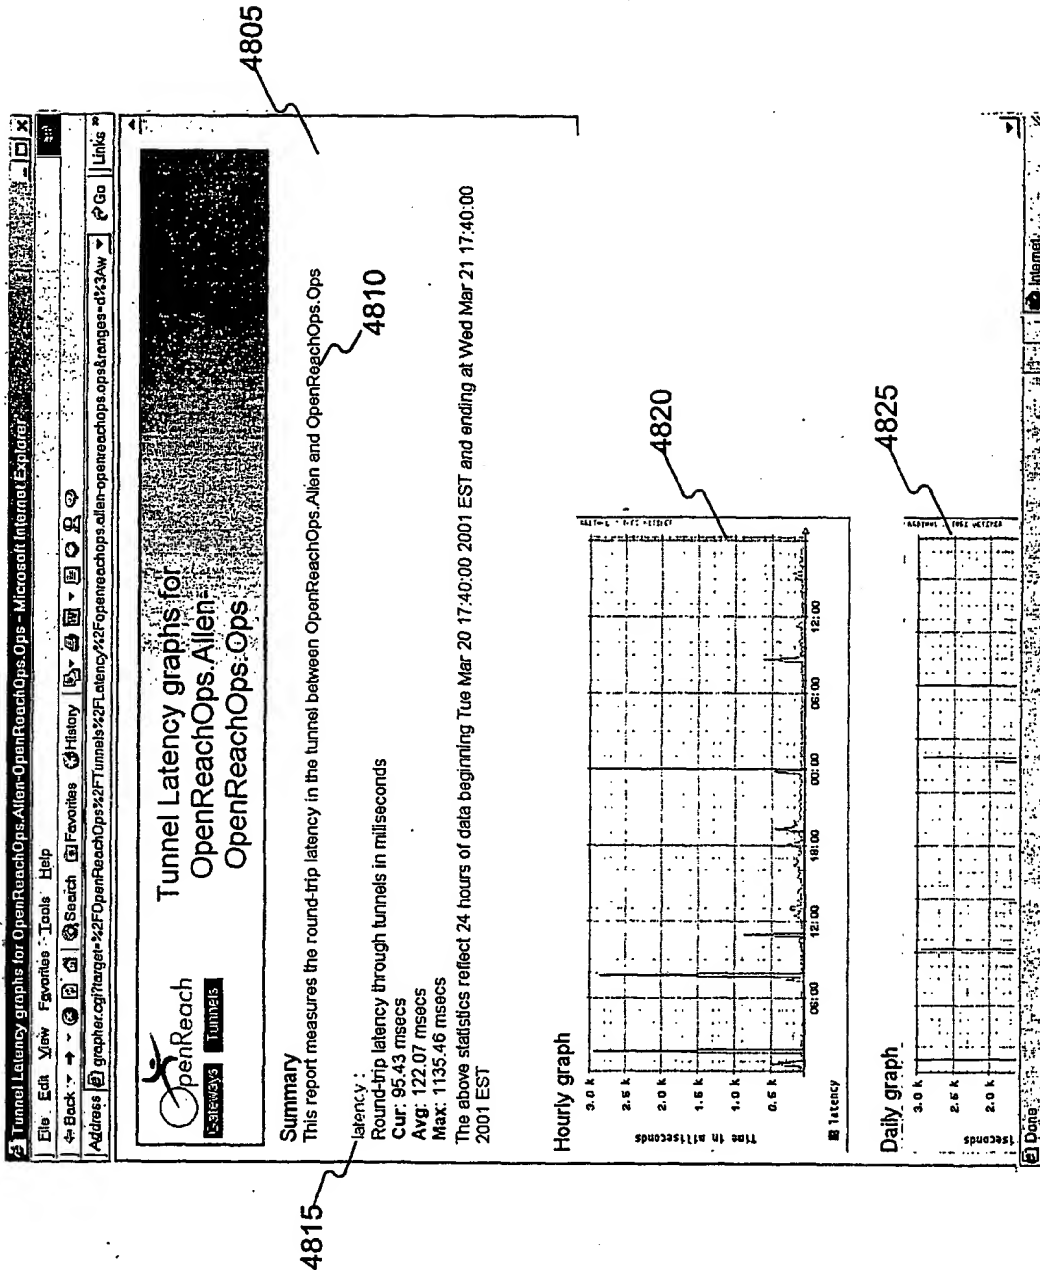 Tunnel Latency graphs for OpenReachOps.Allen-OpenReachOps.Ops - Microsoft Internet Explorer
File Edit View Favorites Tools Help
Back Search Favorites History
Address grapher.cgi?target=%2FOpenReachOps%2FTunnels%2FLatency%2Fopenreachops.allen-openreachops.ops&ranges=d%3Aw Go Links »
OpenReach
Gateways Tunnels
Tunnel Latency graphs for
OpenReachOps.Allen-
OpenReachOps.Ops
4805
Summary
This report measures the round-trip latency in the tunnel between OpenReachOps.Allen and OpenReachOps.Ops
4810
4815
latency :
Round-trip latency through tunnels in miliseconds
Cur: 95.43 msecs
Avg: 122.07 msecs
Max: 1135.46 msecs
The above statistics reflect 24 hours of data beginning Tue Mar 20 17:40:00 2001 EST and ending at Wed Mar 21 17:40:00
2001 EST
Hourly graph
4820
3.0 k
2.5 k
2.0 k
1.5 k
1.0 k
0.5 k
Time in milliseconds
06:00 12:00 18:00 00:00 06:00 12:00
latency
Daily graph
4825
3.0 k
2.5 k
2.0 k
iseconds
Done Internet